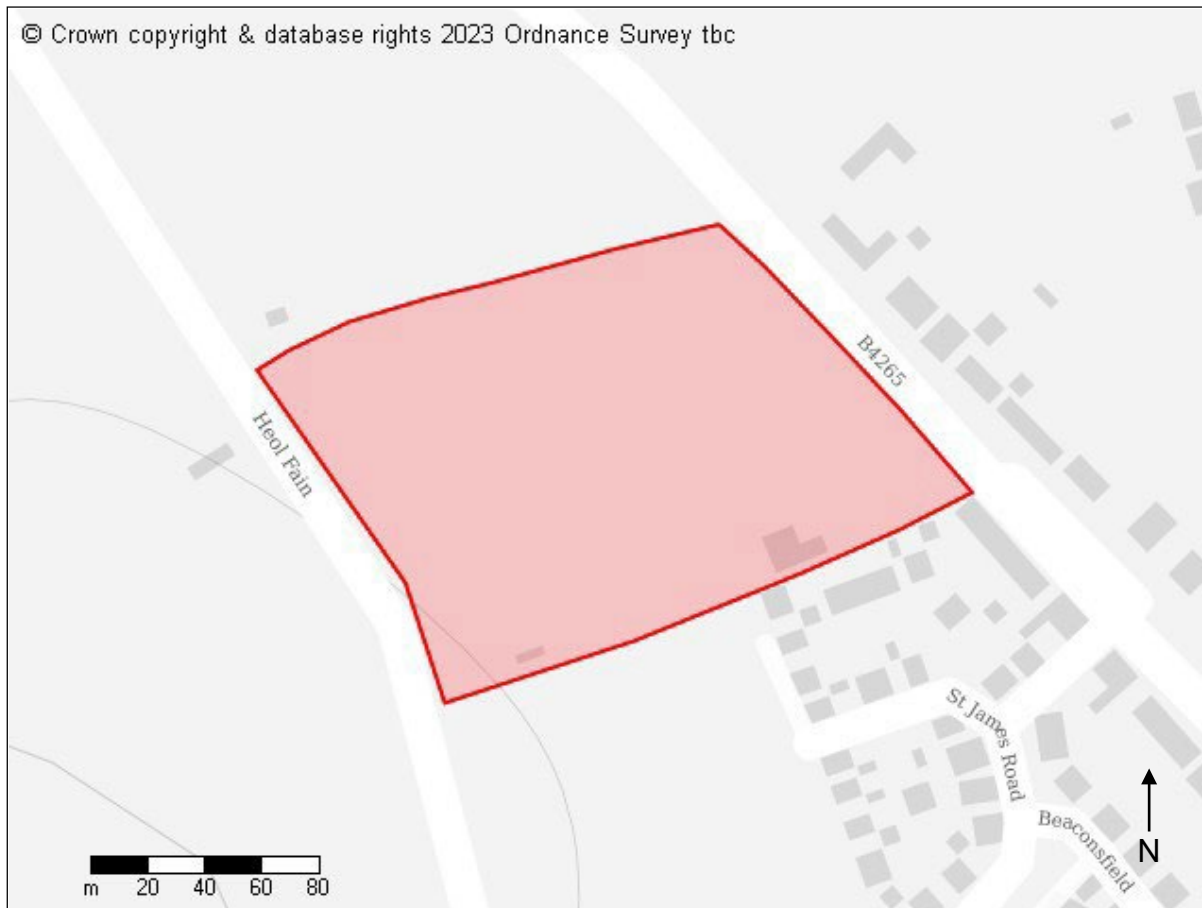 © Crown copyright & database rights 2023 Ordnance Survey tbc
B4265
Heol Fain
St James Road
Beaconsfield
N
m 20 40 60 80